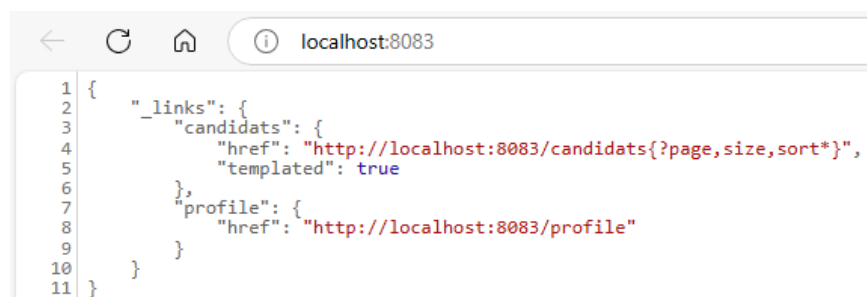 localhost:8083
1 {
2     "_links": {
3         "candidats": {
4             "href": "http://localhost:8083/candidats{?page,size,sort*}",
5             "templated": true
6         },
7         "profile": {
8             "href": "http://localhost:8083/profile"
9         }
10     }
11 }